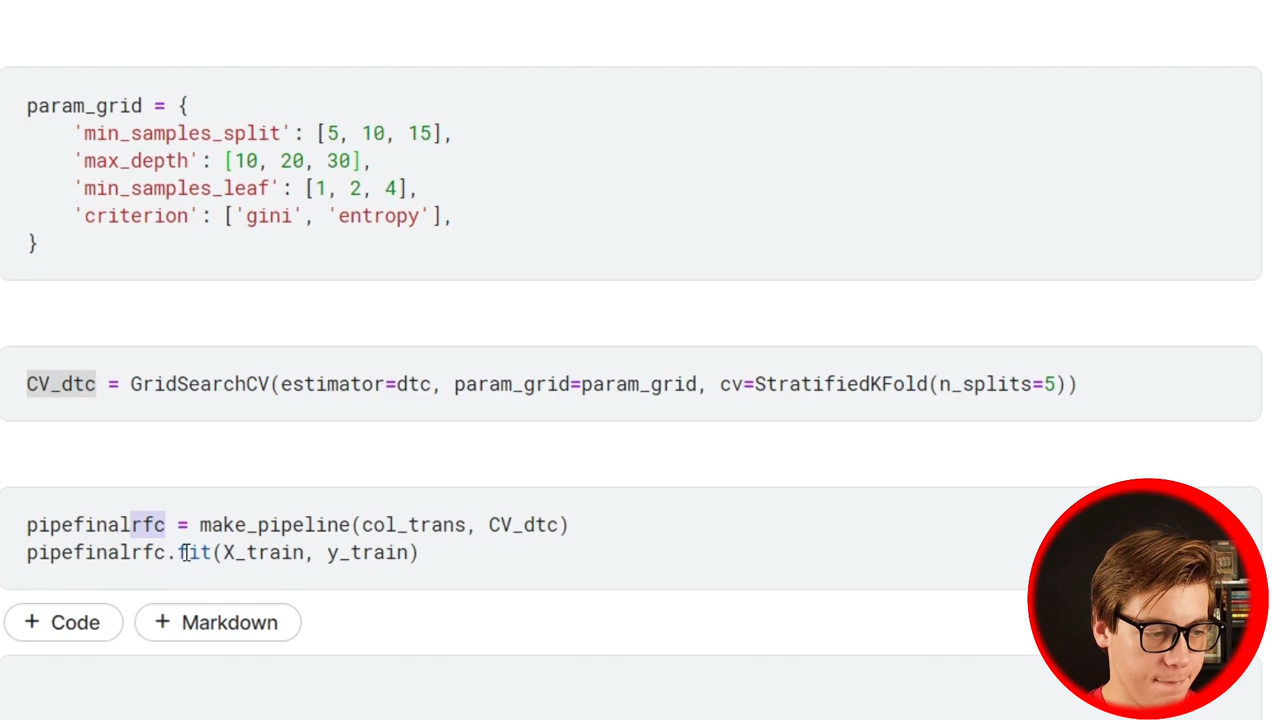 param_grid = {
    'min_samples_split': [5, 10, 15],
    'max_depth': [10, 20, 30],
    'min_samples_leaf': [1, 2, 4],
    'criterion': ['gini', 'entropy'],
}
CV_dtc = GridSearchCV(estimator=dtc, param_grid=param_grid, cv=StratifiedKFold(n_splits=5))
pipefinalrfc = make_pipeline(col_trans, CV_dtc)
pipefinalrfc.fit(X_train, y_train)
+ Code + Markdown